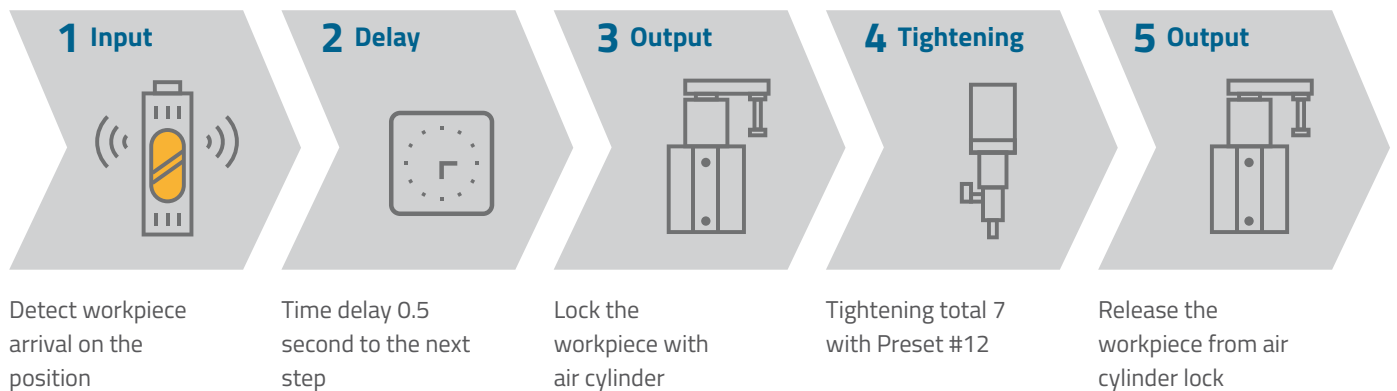 1 Input
Detect workpiece
arrival on the
position
2 Delay
Time delay 0.5
second to the next
step
3 Output
Lock the
workpiece with
air cylinder
4 Tightening
Tightening total 7
with Preset #12
5 Output
Release the
workpiece from air
cylinder lock